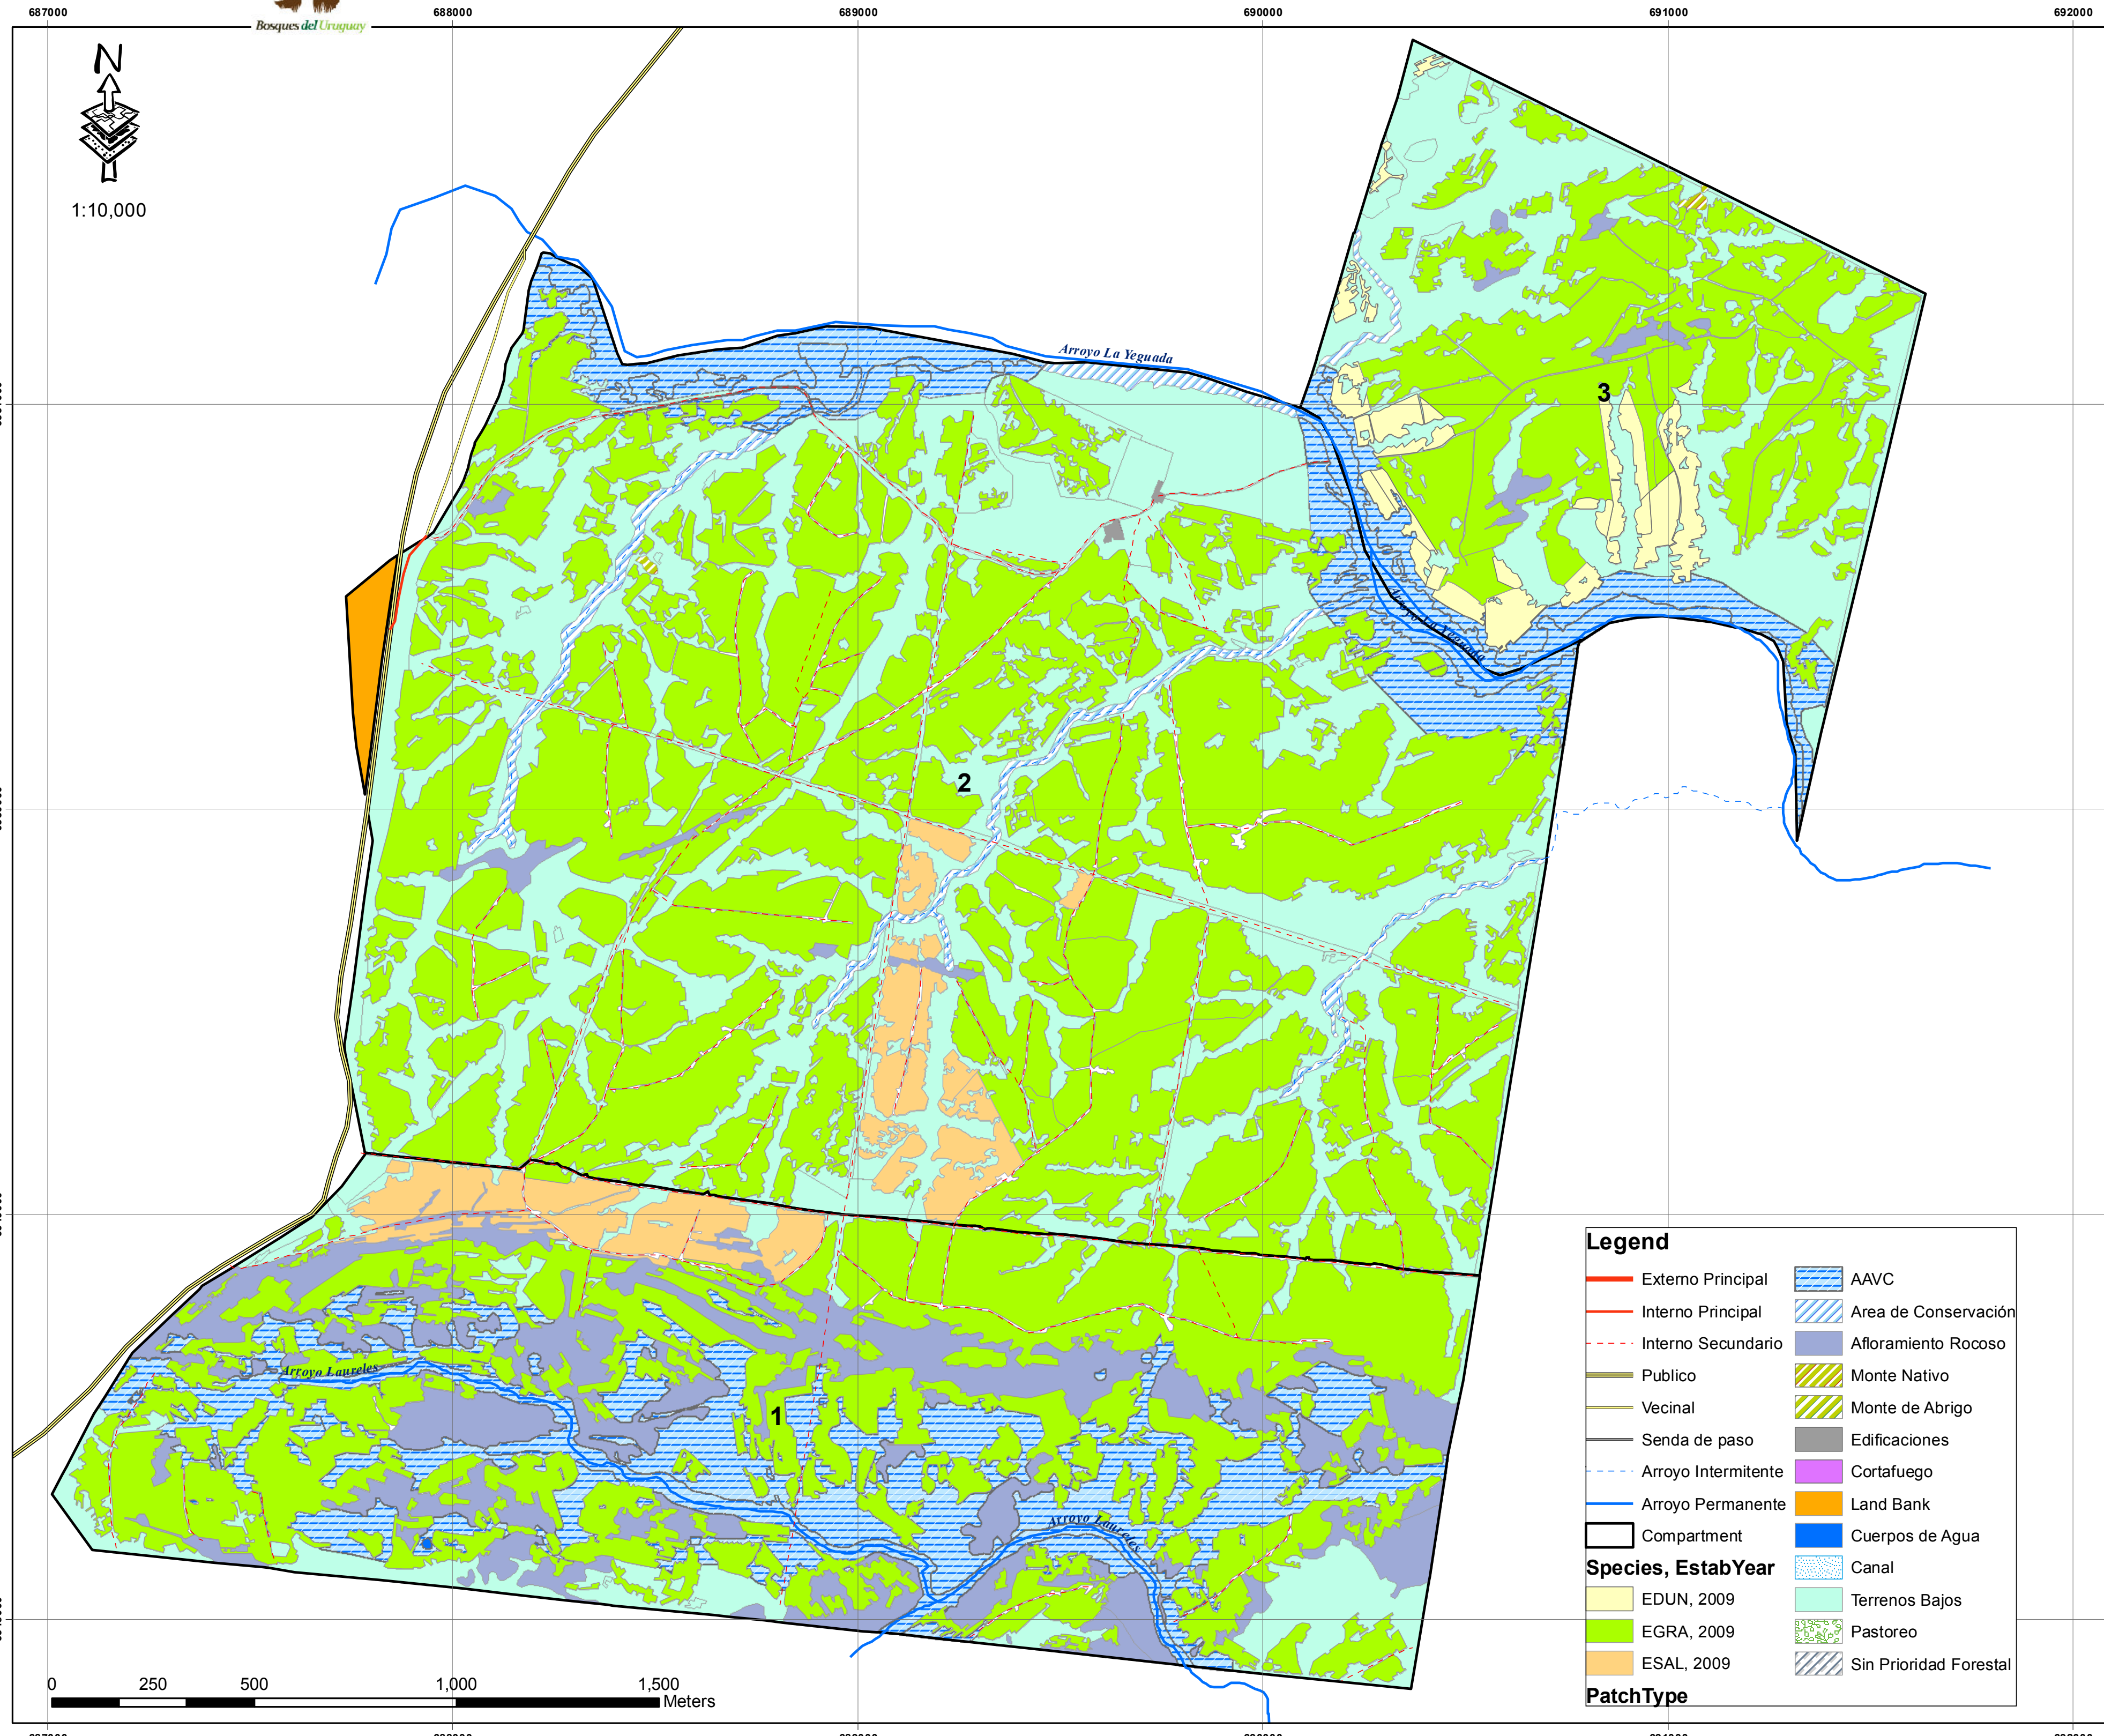 687000 688000 689000 690000 691000 692000
Bosques del Uruguay
N
1:10,000
Arroyo La Yeguada
3
Arroyo La Yeguada
2
Arroyo Laureles
1
Arroyo Laureles
0 250 500 1,000 1,500
Meters
Legend
Externo Principal
Interno Principal
Interno Secundario
Publico
Vecinal
Senda de paso
Arroyo Intermitente
Arroyo Permanente
Compartment
Species, EstabYear
EDUN, 2009
EGRA, 2009
ESAL, 2009
PatchType
AAVC
Area de Conservación
Afloramiento Rocoso
Monte Nativo
Monte de Abrigo
Edificaciones
Cortafuego
Land Bank
Cuerpos de Agua
Canal
Terrenos Bajos
Pastoreo
Sin Prioridad Forestal